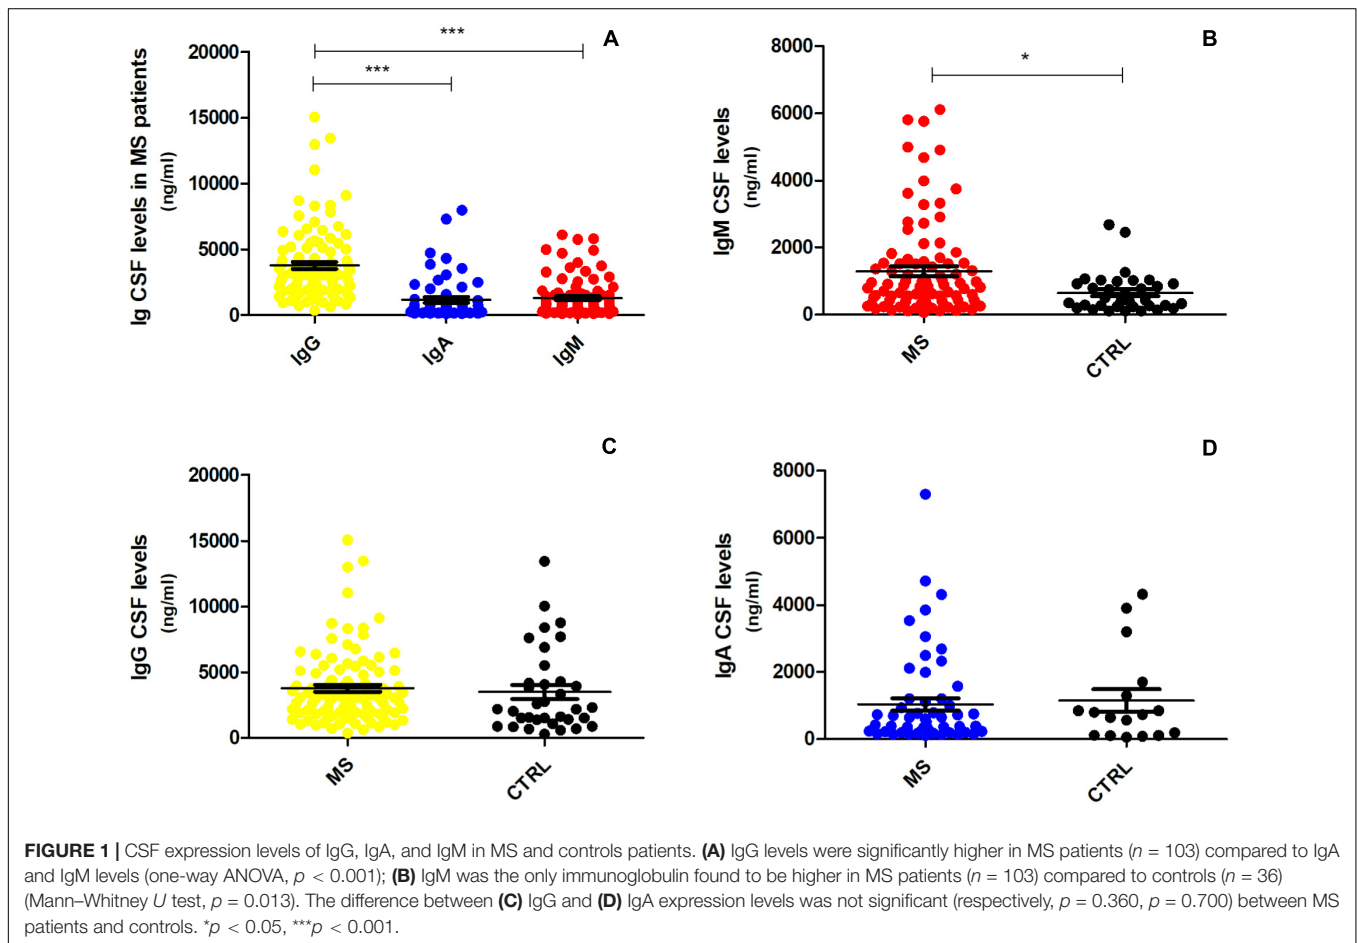 A
***
***
Ig CSF levels in MS patients
(ng/ml)
20000
15000
10000
5000
0
IgG
IgA
IgM
B
*
IgM CSF levels
(ng/ml)
8000
6000
4000
2000
0
MS
CTRL
C
IgG CSF levels
(ng/ml)
20000
15000
10000
5000
0
MS
CTRL
D
IgA CSF levels
(ng/ml)
8000
6000
4000
2000
0
MS
CTRL
FIGURE 1 | CSF expression levels of IgG, IgA, and IgM in MS and controls patients. (A) IgG levels were significantly higher in MS patients (n = 103) compared to IgA
and IgM levels (one-way ANOVA, p < 0.001); (B) IgM was the only immunoglobulin found to be higher in MS patients (n = 103) compared to controls (n = 36)
(Mann–Whitney U test, p = 0.013). The difference between (C) IgG and (D) IgA expression levels was not significant (respectively, p = 0.360, p = 0.700) between MS
patients and controls. *p < 0.05, ***p < 0.001.